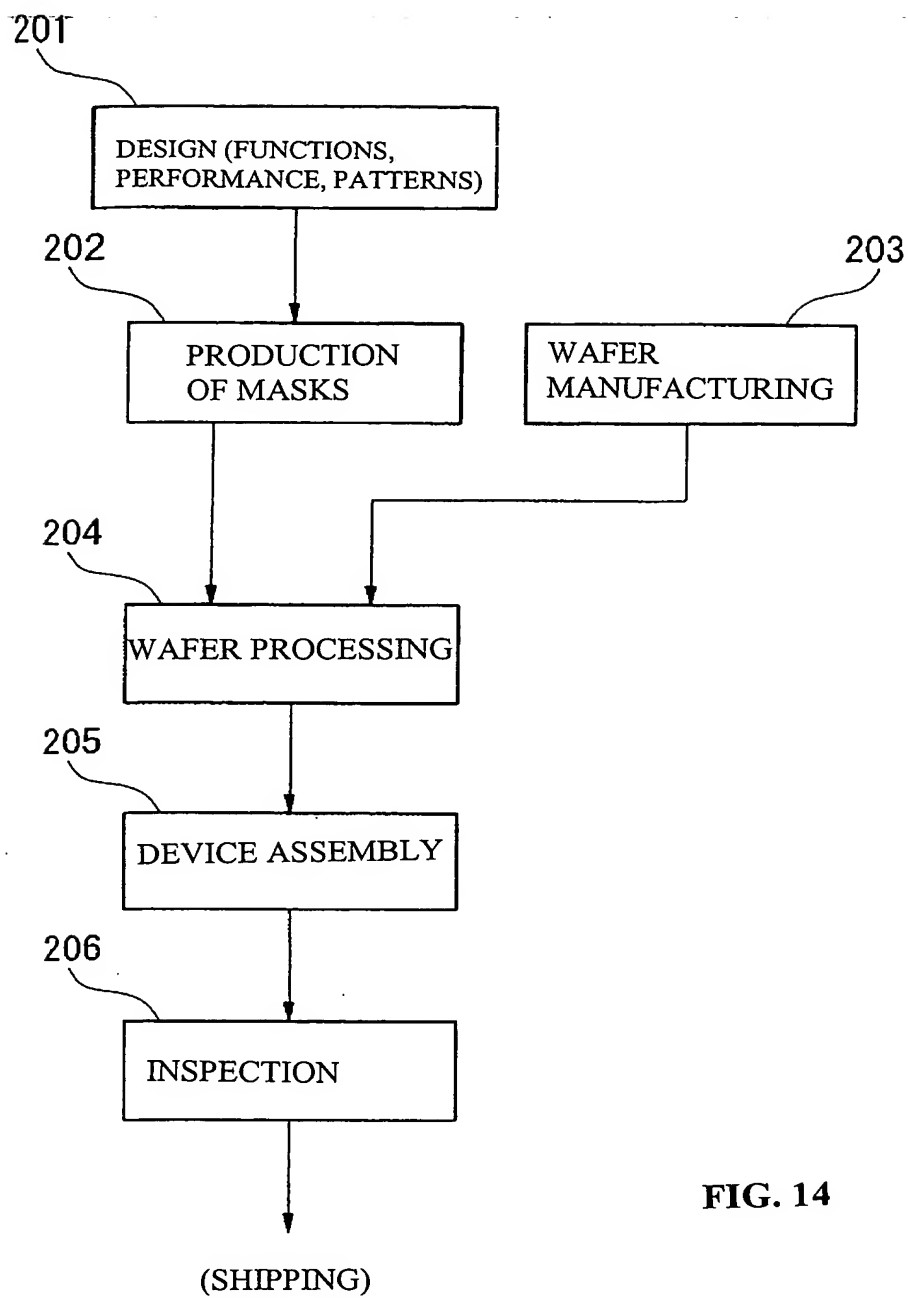 201
DESIGN (FUNCTIONS,
PERFORMANCE, PATTERNS)
202
PRODUCTION
OF MASKS
203
WAFER
MANUFACTURING
204
WAFER PROCESSING
205
DEVICE ASSEMBLY
206
INSPECTION
FIG. 14
(SHIPPING)